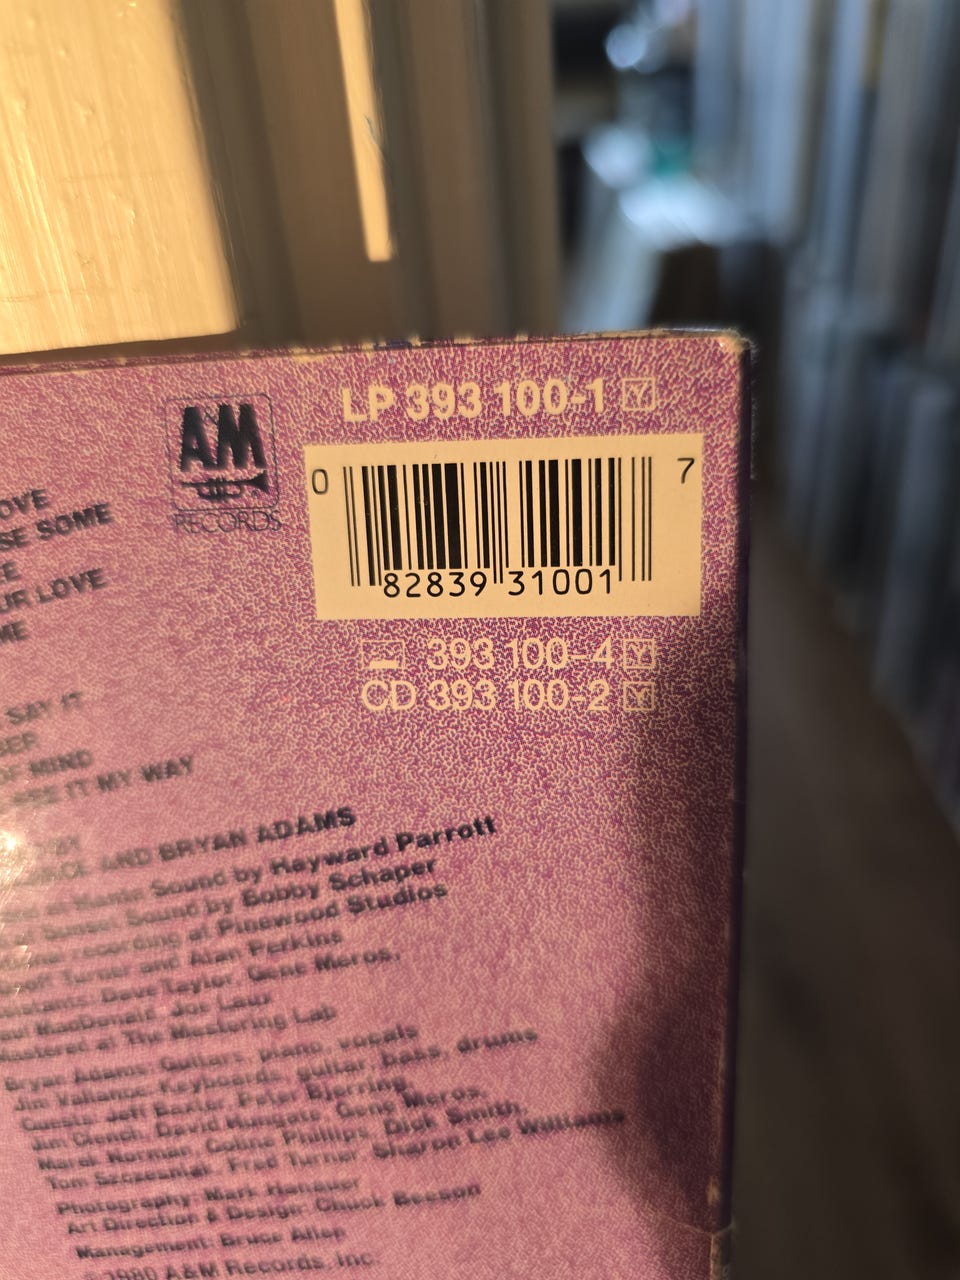 LP 393 100-1 Y
A&M
RECORDS
0 82839 31001 7
393 100-4 Y
CD 393 100-2 Y
OVE
SE SOME
E
UR LOVE
ME
SAY IT
BER
OF MIND
IT MY WAY
AND BRYAN ADAMS
Sound by Hayward Parrott
Sound by Bobby Schaper
recording at Pinewood Studios
Turner and Alan Perkins
Dave Taylor, Gene Meros,
MacDonald, Joe Laux
at The Mastering Lab
Bryan Adams: Guitars, piano, vocals
Jim Vallance: Keyboards, guitar, bass, drums
Guests: Jeff Baxter, Peter Bjerring,
Jim Clench, David Gene Meros,
Marek Norman, Colina Phillips, Dick Smith,
Tom Szczesniak, Fred Turner, Sharon Lee Williams
Photography: Mark Hanauer
Art Direction & Design: Chuck Beeson
Management: Bruce Allen
©1980 A&M Records, Inc.